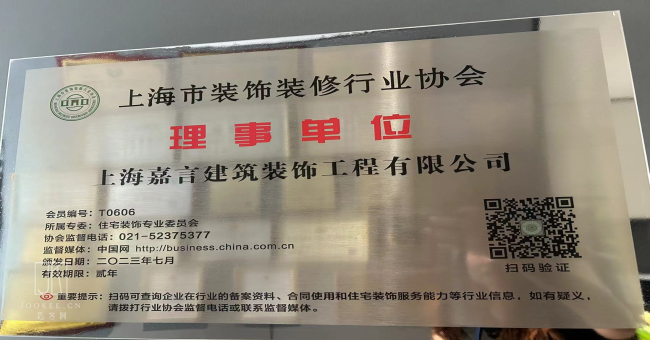 上海市装饰装修行业协会
理事单位
上海嘉言建筑装饰工程有限公司
会员编号：T0606
所属专委：住宅装饰专业委员会
协会监督电话：021-52375377
监督媒体：中国网 http://business.china.com.cn
颁发日期：二〇二三年七月
有效期限：贰年
扫码验证
重要提示：扫码可查询企业在行业的备案资料、合同使用和住宅装饰服务能力等行业信息，如有疑义，
请拨打行业协会监督电话或联系监督媒体。